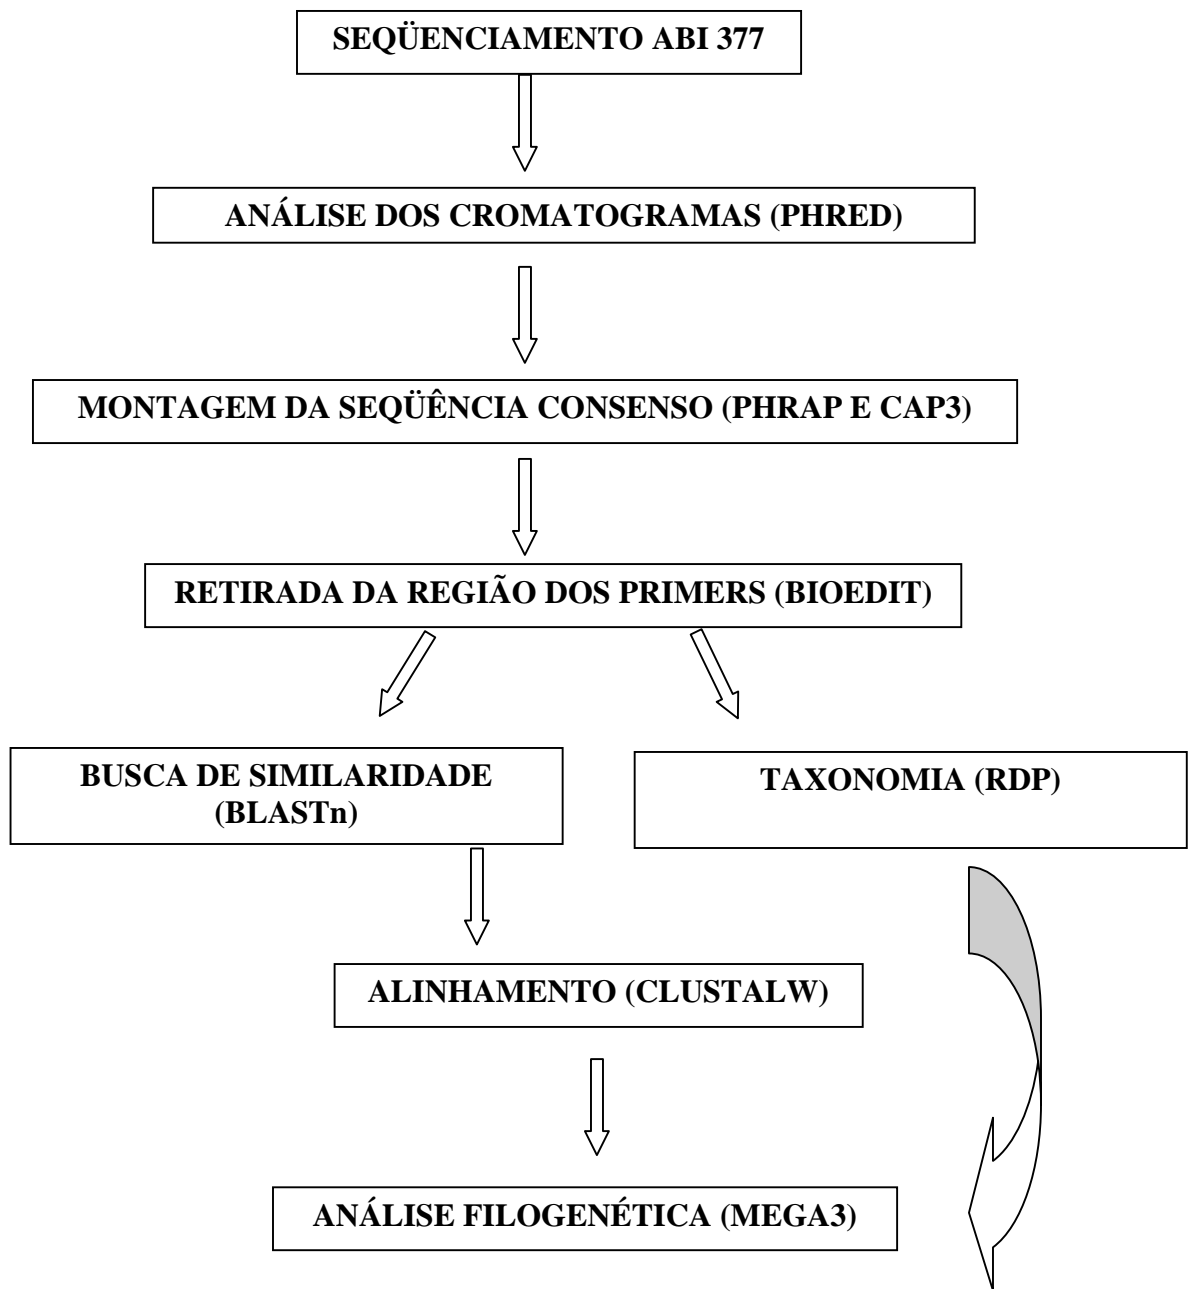 SEQÜENCIAMENTO ABI 377
ANÁLISE DOS CROMATOGRAMAS (PHRED)
MONTAGEM DA SEQÜÊNCIA CONSENSO (PHRAP E CAP3)
RETIRADA DA REGIÃO DOS PRIMERS (BIOEDIT)
BUSCA DE SIMILARIDADE
(BLASTn)
TAXONOMIA (RDP)
ALINHAMENTO (CLUSTALW)
ANÁLISE FILOGENÉTICA (MEGA3)